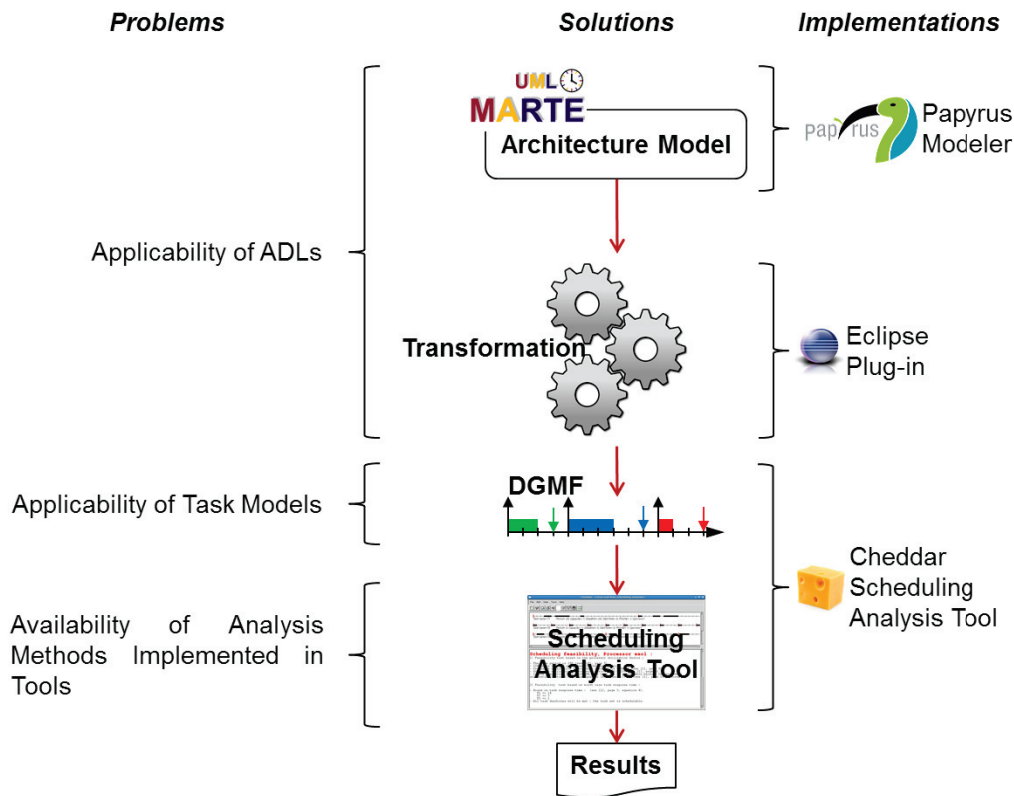 Problems
Solutions
Implementations
UML
MARTE
Architecture Model
papyrus
Papyrus
Modeler
Applicability of ADLs
Transformation
Eclipse
Plug-in
Applicability of Task Models
DGMF
Cheddar
Scheduling
Analysis Tool
Availability of Analysis
Methods Implemented in
Tools
Scheduling
Analysis Tool
Results